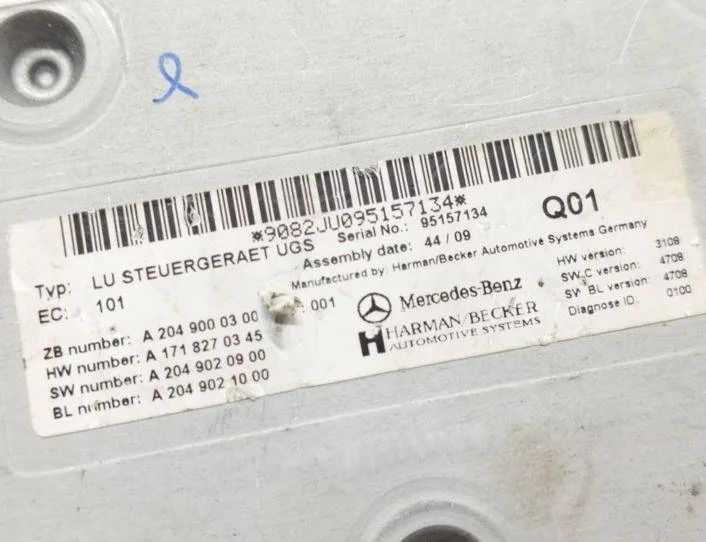 *9082JU095157134*
Typ: LU STEUERGERAET UGS Serial No.: 95157134 Q01
EC: 101 Assembly date: 44/09
Manufactured by: Harman/Becker Automotive Systems Germany
001 Mercedes-Benz
HARMAN/BECKER
AUTOMOTIVE SYSTEMS
ZB number: A 204 900 03 00
HW number: A 171 827 03 45
SW number: A 204 902 09 00
BL number: A 204 902 10 00
HW version: 3108
SW C version: 4708
SW BL version: 4708
Diagnose ID: 0100